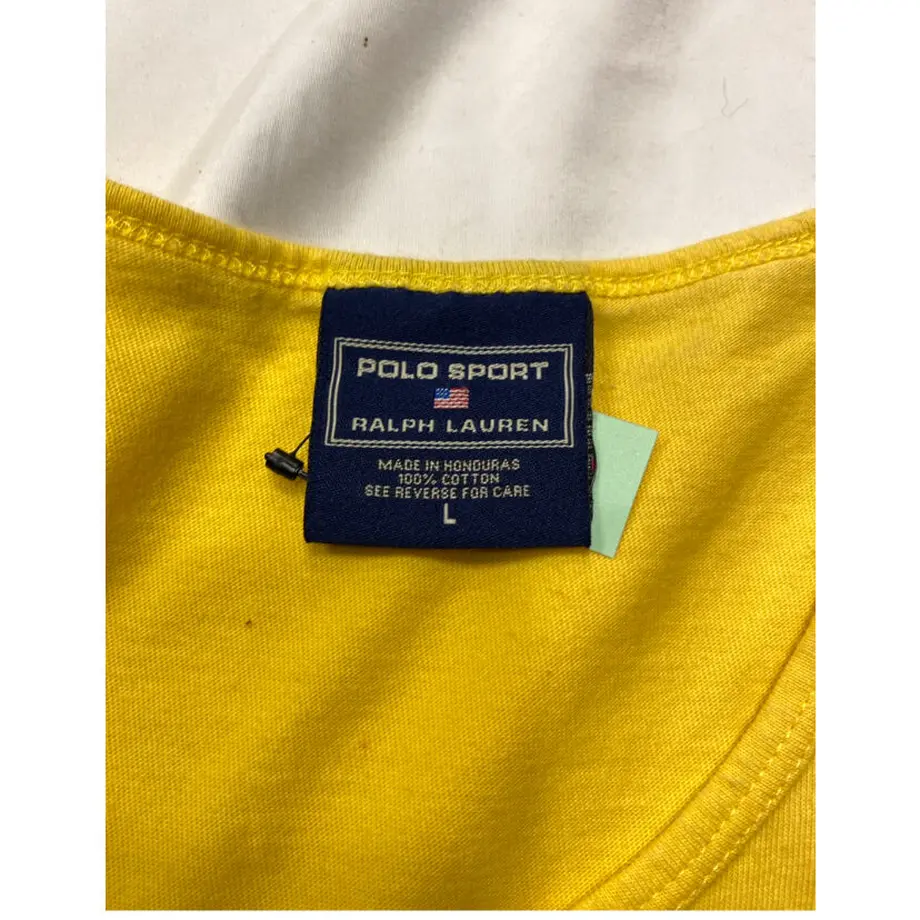 POLO SPORT
RALPH LAUREN
MADE IN HONDURAS
100% COTTON
SEE REVERSE FOR CARE
L